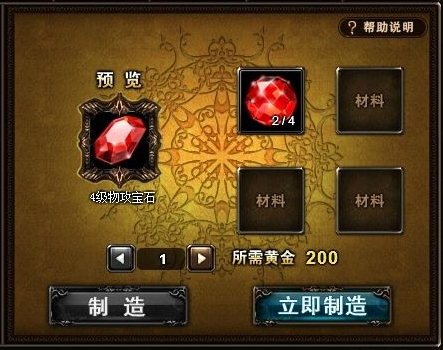 ? 帮助说明
预 览
2/4
材料
4级物攻宝石
材料
材料
1
所需黄金 200
制 造
立即制造